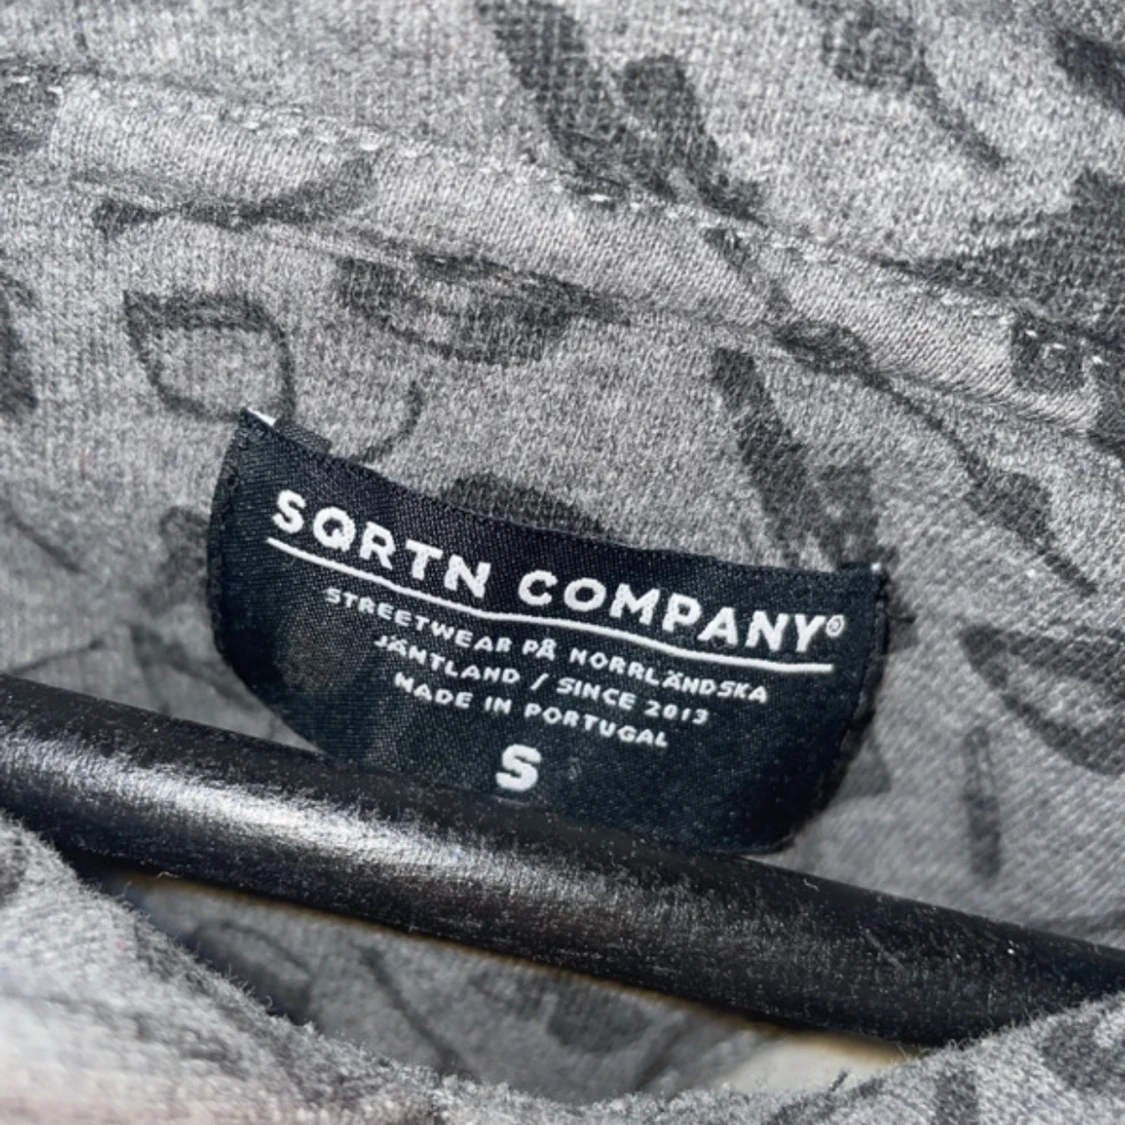 SQRTN COMPANY®
STREETWEAR PÅ NORRLÄNDSKA
JÄNTLAND / SINCE 2013
MADE IN PORTUGAL
S